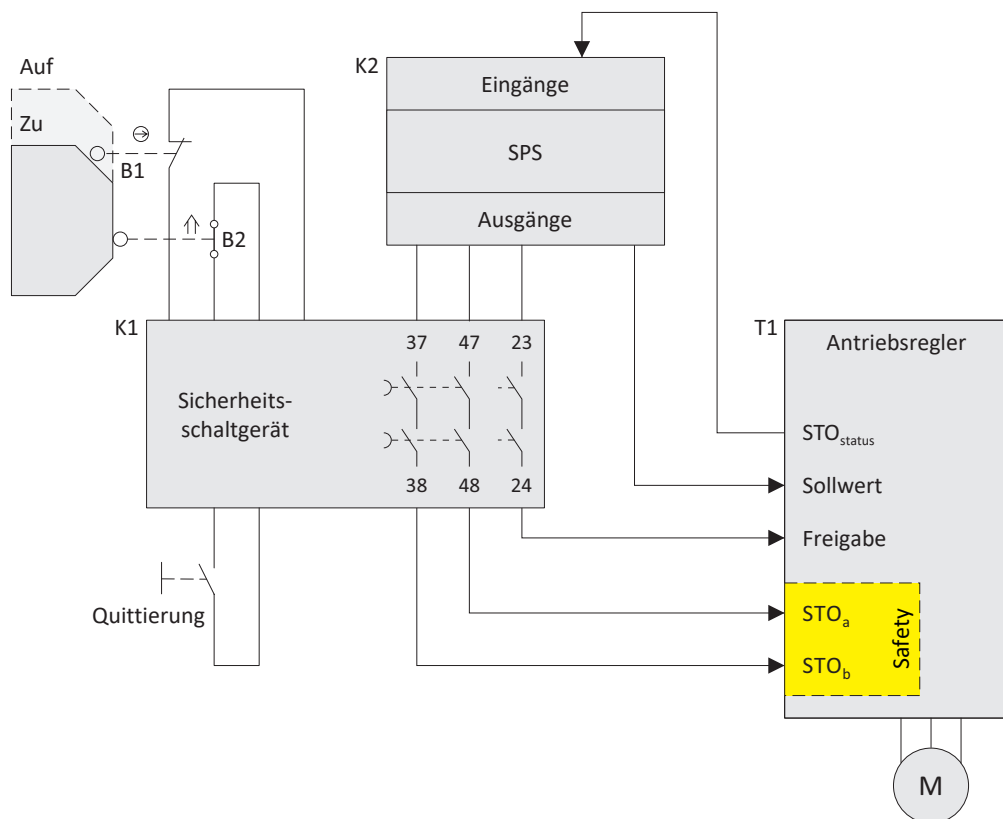 Auf
Zu
B1
B2
K2
Eingänge
SPS
Ausgänge
K1
Sicherheits-
schaltgerät
37 47 23
38 48 24
Quittierung
T1
Antriebsregler
STOstatus
Sollwert
Freigabe
STOa
STOb
Safety
M